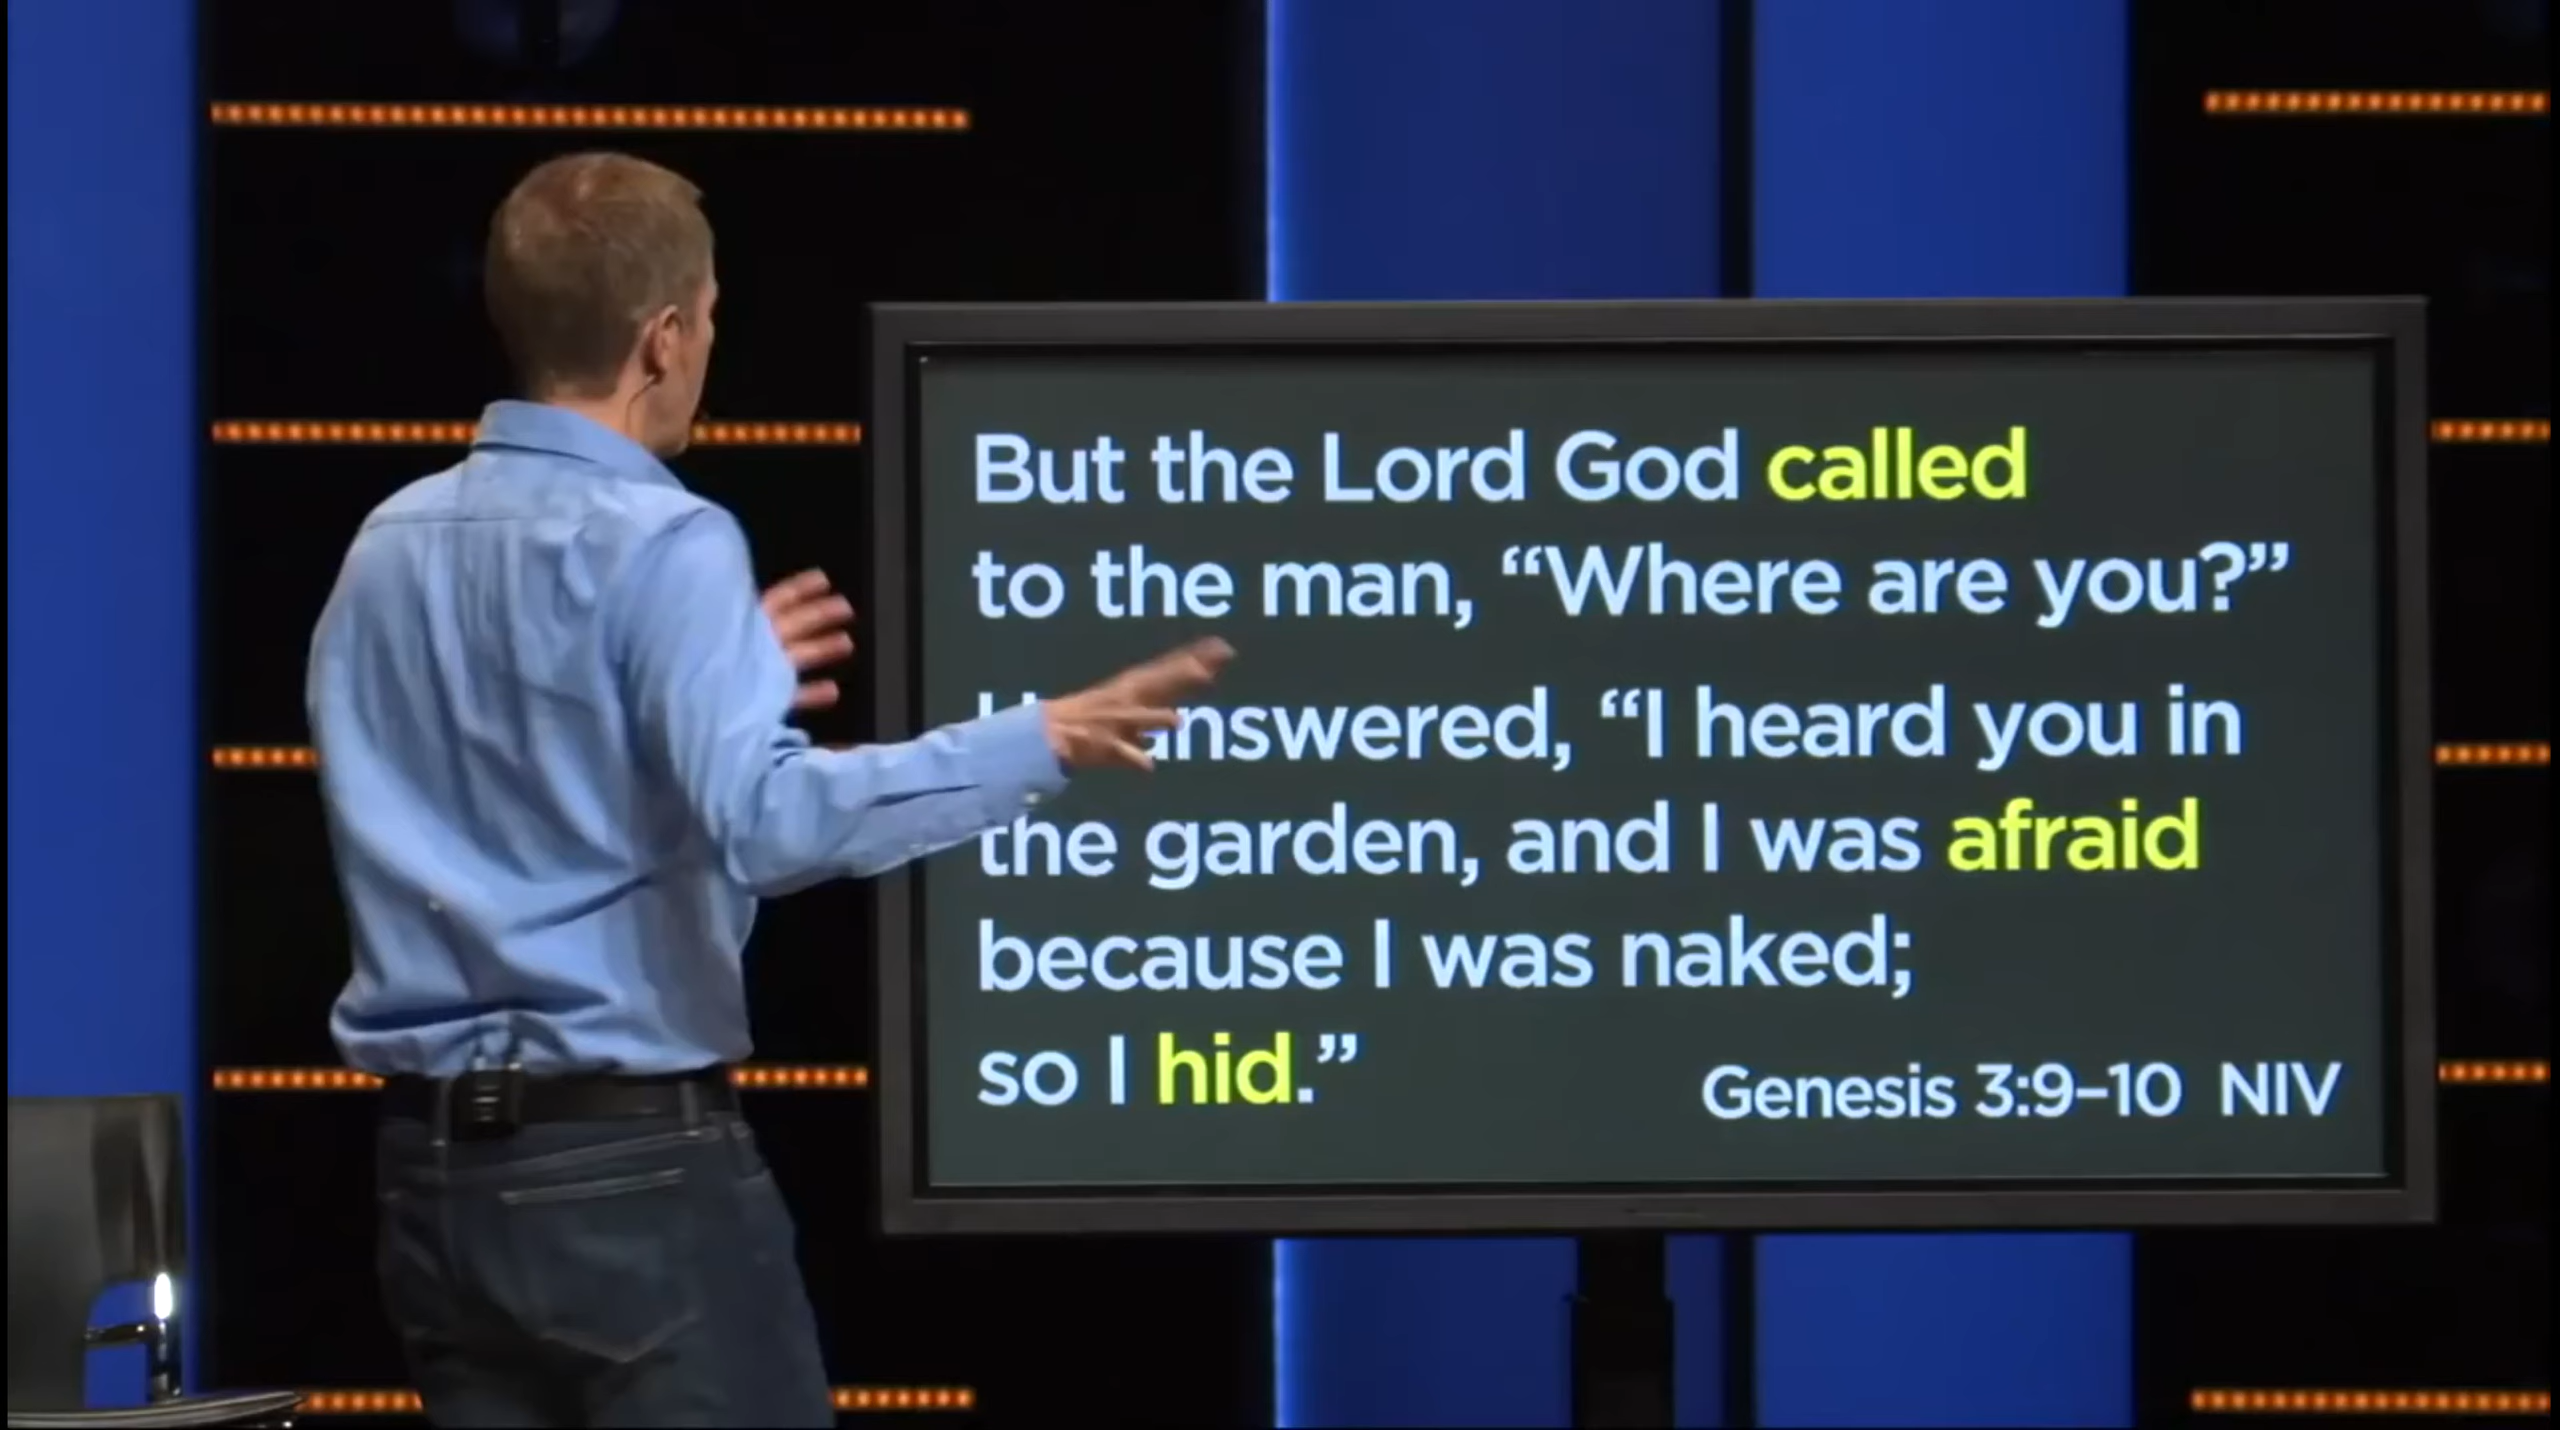 But the Lord God called
to the man, “Where are you?”
answered, “I heard you in
the garden, and I was afraid
because I was naked;
so I hid.”
Genesis 3:9–10 NIV